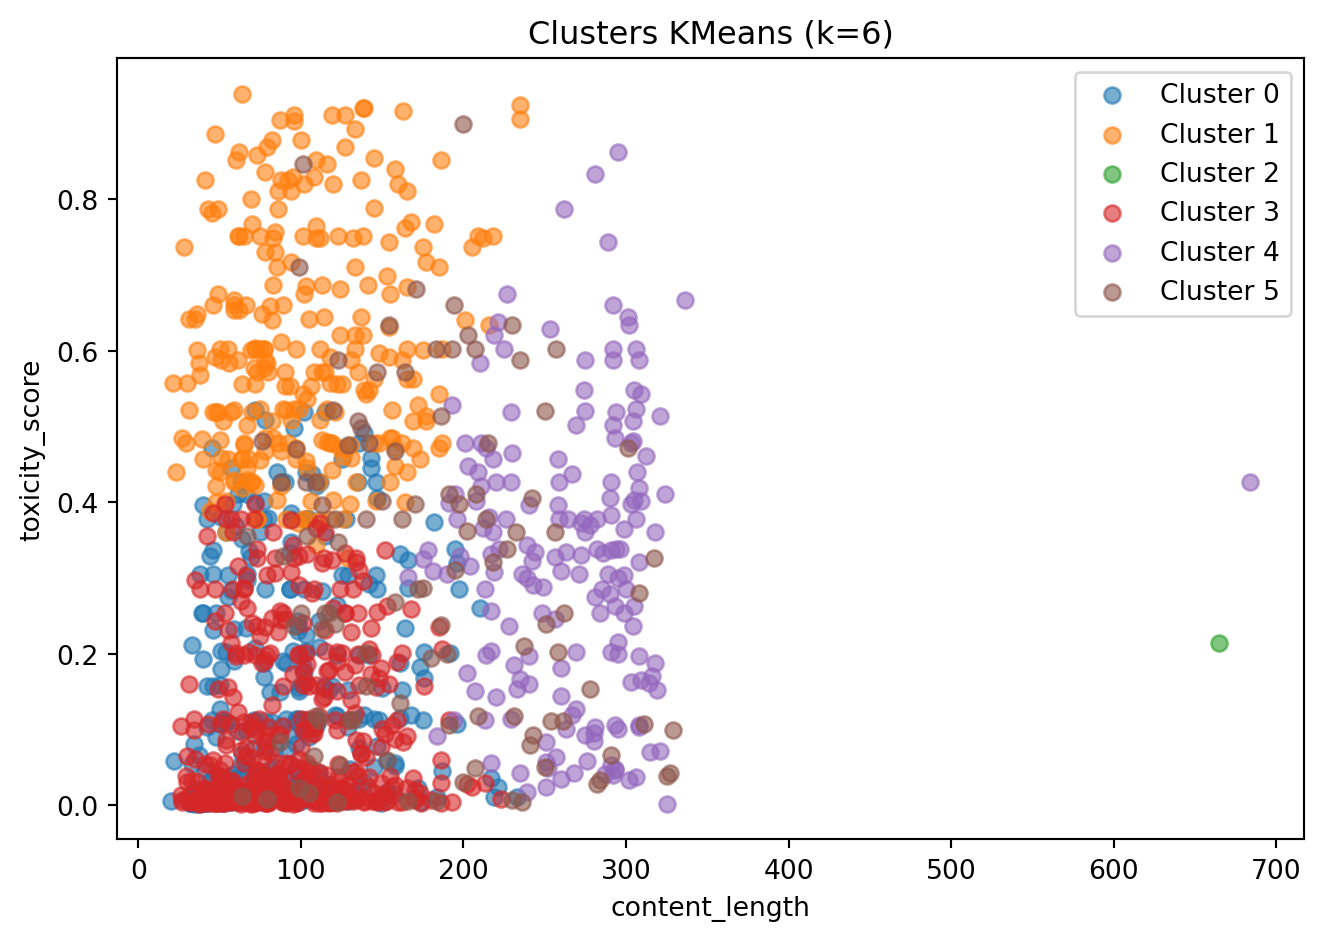 Clusters KMeans (k=6)
Cluster 0
Cluster 1
Cluster 2
Cluster 3
Cluster 4
Cluster 5
toxicity_score
0.8
0.6
0.4
0.2
0.0
0 100 200 300 400 500 600 700
content_length